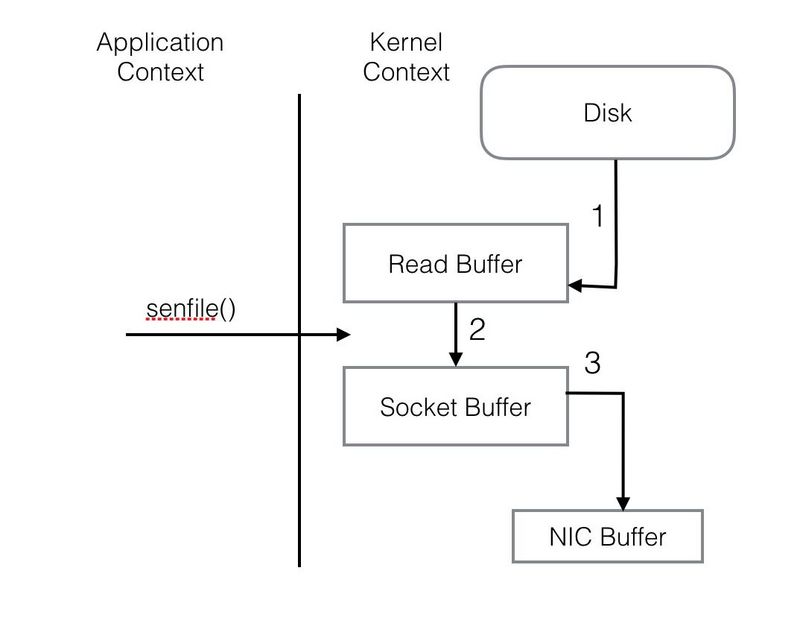 Application
Context
Kernel
Context
Disk
1
Read Buffer
senfile()
2
3
Socket Buffer
NIC Buffer